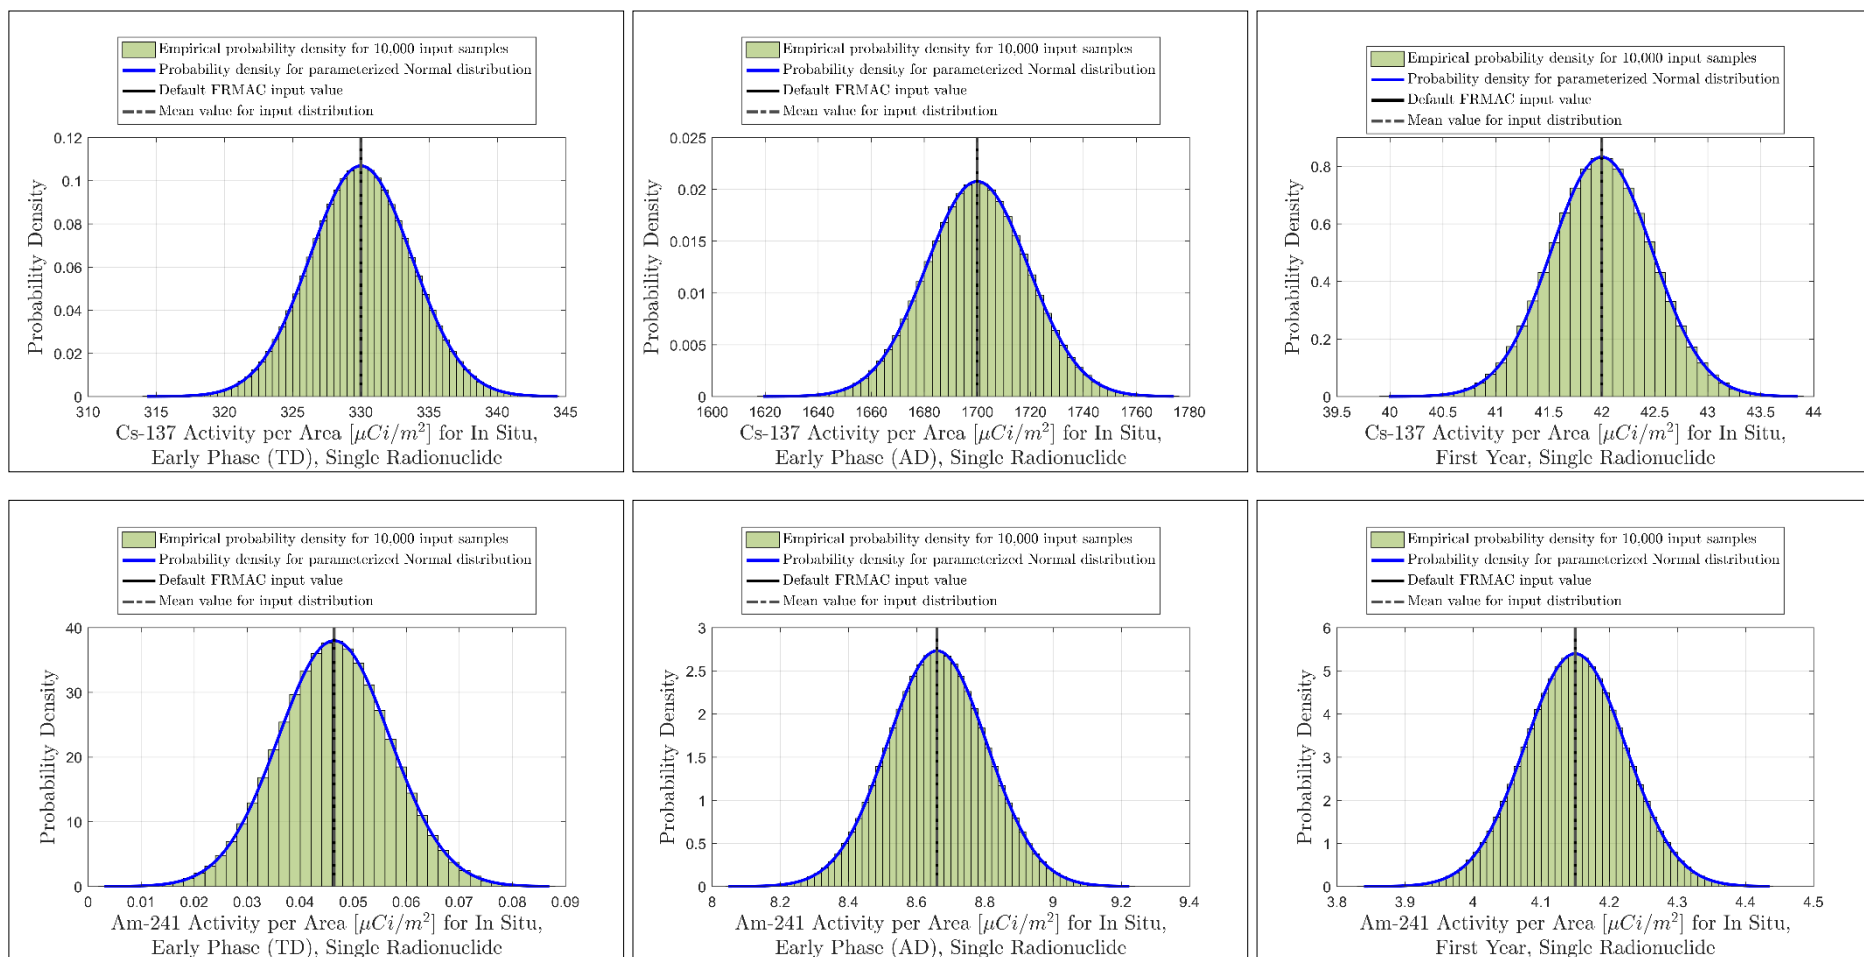 Empirical probability density for 10,000 input samples
Probability density for parameterized Normal distribution
Default FRMAC input value
Mean value for input distribution
0.12
0.1
0.08
0.06
0.04
0.02
0
Probability Density
310 315 320 325 330 335 340 345
Cs-137 Activity per Area [μCi/m²] for In Situ,
Early Phase (TD), Single Radionuclide
Empirical probability density for 10,000 input samples
Probability density for parameterized Normal distribution
Default FRMAC input value
Mean value for input distribution
0.025
0.02
0.015
0.01
0.005
0
Probability Density
1600 1620 1640 1660 1680 1700 1720 1740 1760 1780
Cs-137 Activity per Area [μCi/m²] for In Situ,
Early Phase (AD), Single Radionuclide
Empirical probability density for 10,000 input samples
Probability density for parameterized Normal distribution
Default FRMAC input value
Mean value for input distribution
0.8
0.6
0.4
0.2
0
Probability Density
39.5 40 40.5 41 41.5 42 42.5 43 43.5 44
Cs-137 Activity per Area [μCi/m²] for In Situ,
First Year, Single Radionuclide
Empirical probability density for 10,000 input samples
Probability density for parameterized Normal distribution
Default FRMAC input value
Mean value for input distribution
40
30
20
10
0
Probability Density
0 0.01 0.02 0.03 0.04 0.05 0.06 0.07 0.08 0.09
Am-241 Activity per Area [μCi/m²] for In Situ,
Early Phase (TD), Single Radionuclide
Empirical probability density for 10,000 input samples
Probability density for parameterized Normal distribution
Default FRMAC input value
Mean value for input distribution
3
2.5
2
1.5
1
0.5
0
Probability Density
8 8.2 8.4 8.6 8.8 9 9.2 9.4
Am-241 Activity per Area [μCi/m²] for In Situ,
Early Phase (AD), Single Radionuclide
Empirical probability density for 10,000 input samples
Probability density for parameterized Normal distribution
Default FRMAC input value
Mean value for input distribution
6
5
4
3
2
1
0
Probability Density
3.8 3.9 4 4.1 4.2 4.3 4.4 4.5
Am-241 Activity per Area [μCi/m²] for In Situ,
First Year, Single Radionuclide